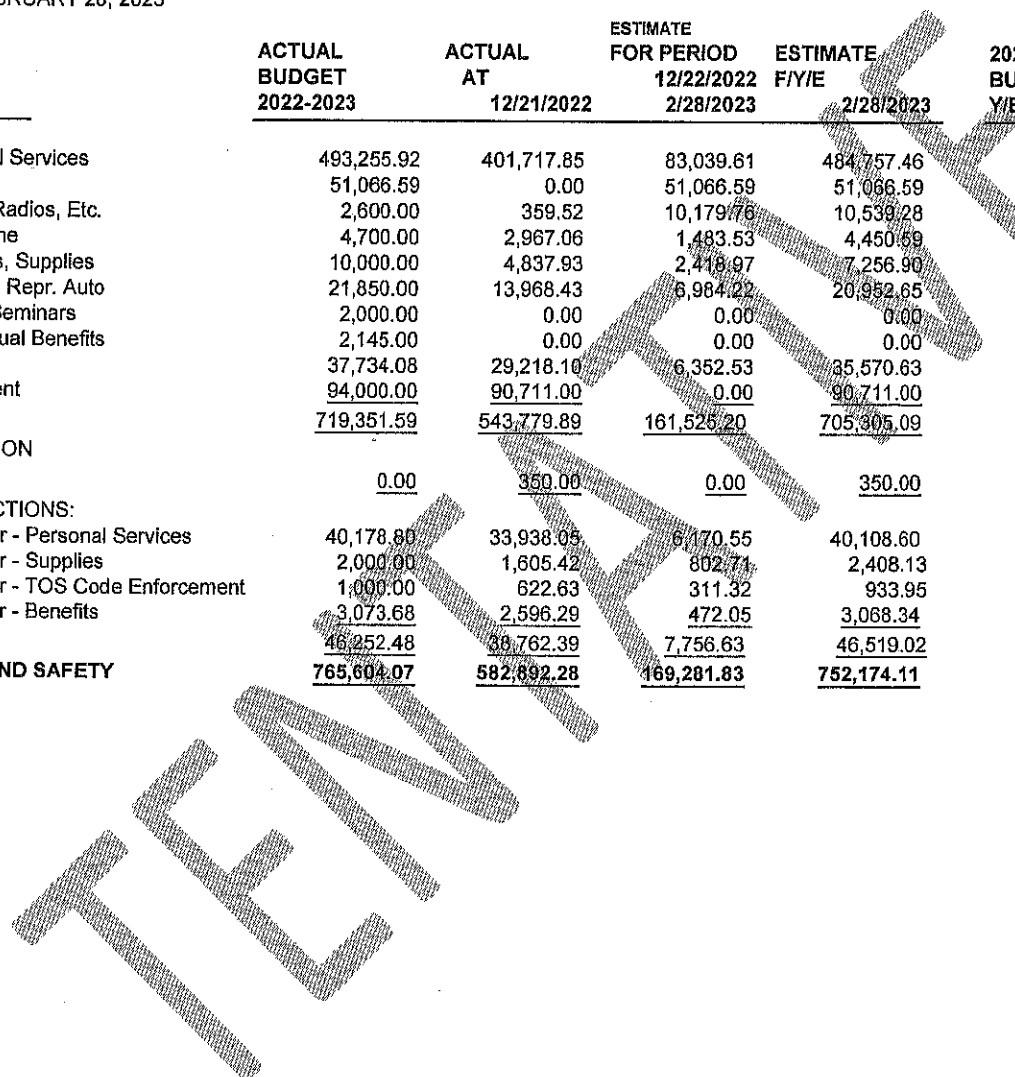 BRUARY 28, 2023
ESTIMATE
ACTUAL ACTUAL FOR PERIOD ESTIMATE 202
BUDGET AT 12/22/2022 F/Y/E BU
2022-2023 12/21/2022 2/28/2023 2/28/2023 Y/E
l Services 493,255.92 401,717.85 83,039.61 484,757.46
51,066.59 0.00 51,066.59 51,066.59
Radios, Etc. 2,600.00 359.52 10,179.76 10,539.28
ne 4,700.00 2,967.06 1,483.53 4,450.59
s, Supplies 10,000.00 4,837.93 2,418.97 7,256.90
Repr. Auto 21,850.00 13,968.43 6,984.22 20,952.65
Seminars 2,000.00 0.00 0.00 0.00
ual Benefits 2,145.00 0.00 0.00 0.00
37,734.08 29,218.10 6,352.53 35,570.63
ent 94,000.00 90,711.00 0.00 90,711.00
719,351.59 543,779.89 161,525.20 705,305.09
ON
0.00 350.00 0.00 350.00
CTIONS:
r - Personal Services 40,178.80 33,938.05 6,170.55 40,108.60
r - Supplies 2,000.00 1,605.42 802.71 2,408.13
r - TOS Code Enforcement 1,000.00 622.63 311.32 933.95
r - Benefits 3,073.68 2,596.29 472.05 3,068.34
46,252.48 38,762.39 7,756.63 46,519.02
ND SAFETY 765,604.07 582,892.28 169,281.83 752,174.11
TENTATIVE